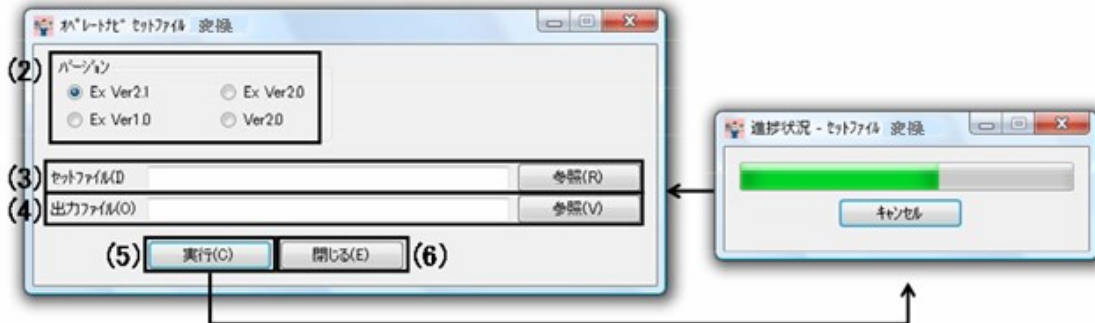 ｵﾍﾟﾚｰﾄﾅﾋﾞ ｾｯﾄﾌｧｲﾙ 変換
(2)
ﾊﾞｰｼﾞｮﾝ
Ex Ver2.1
Ex Ver2.0
Ex Ver1.0
Ver2.0
(3)
ｾｯﾄﾌｧｲﾙ(I
参照(R)
(4)
出力ﾌｧｲﾙ(O)
参照(V)
(5)
実行(C)
閉じる(E)
(6)
進捗状況 - ｾｯﾄﾌｧｲﾙ 変換
ｷｬﾝｾﾙ